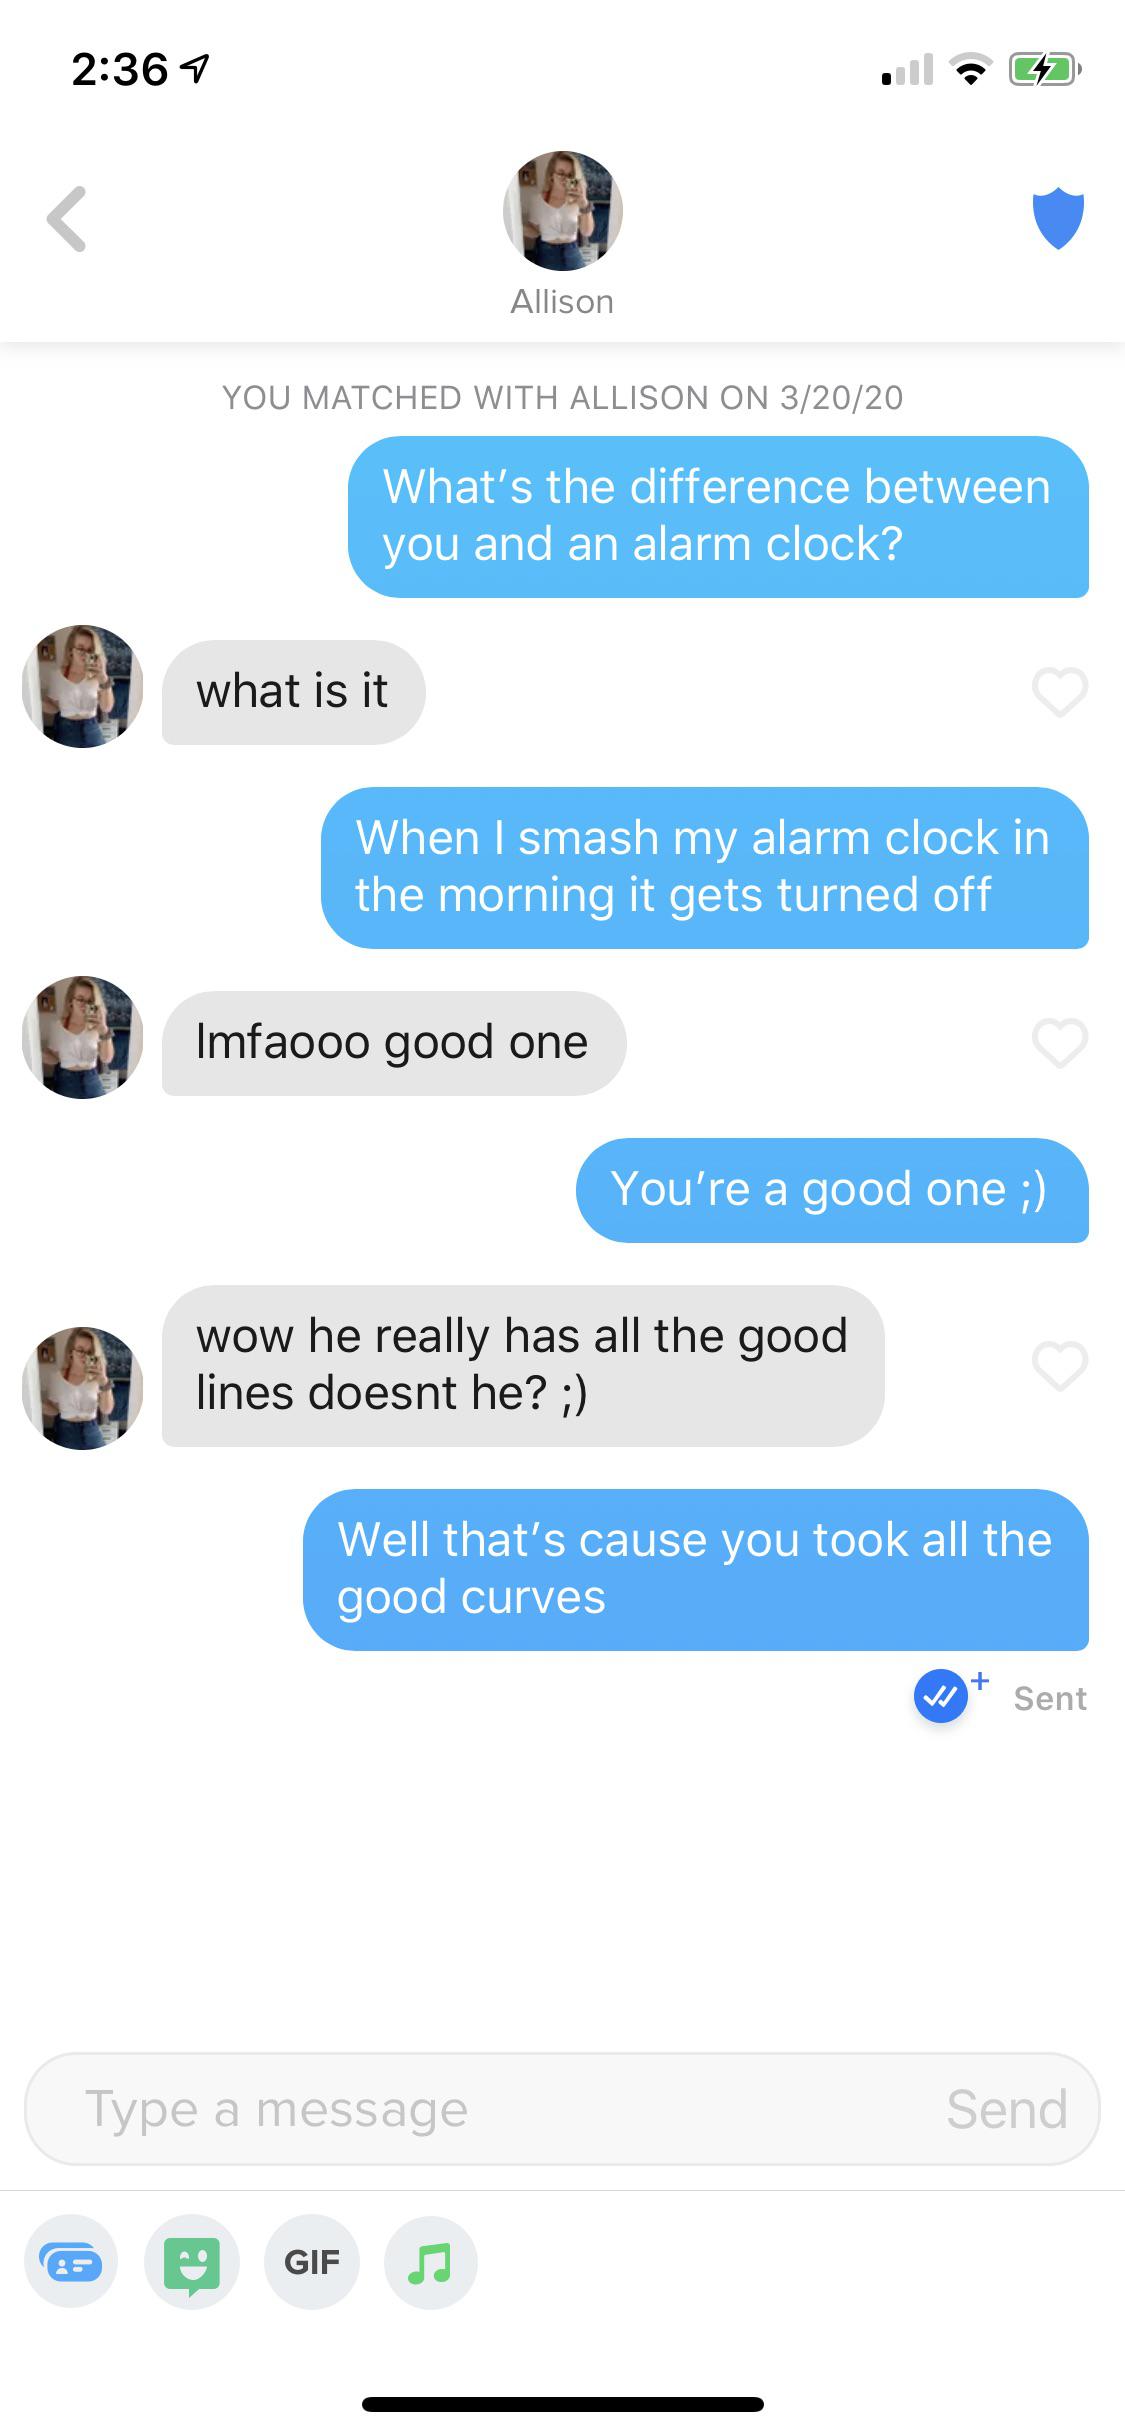 2:36
Allison
YOU MATCHED WITH ALLISON ON 3/20/20
What's the difference between
you and an alarm clock?
what is it
When I smash my alarm clock in
the morning it gets turned off
lmfaooo good one
You're a good one ;)
wow he really has all the good
lines doesnt he? ;)
Well that's cause you took all the
good curves
Sent
Type a message Send
GIF